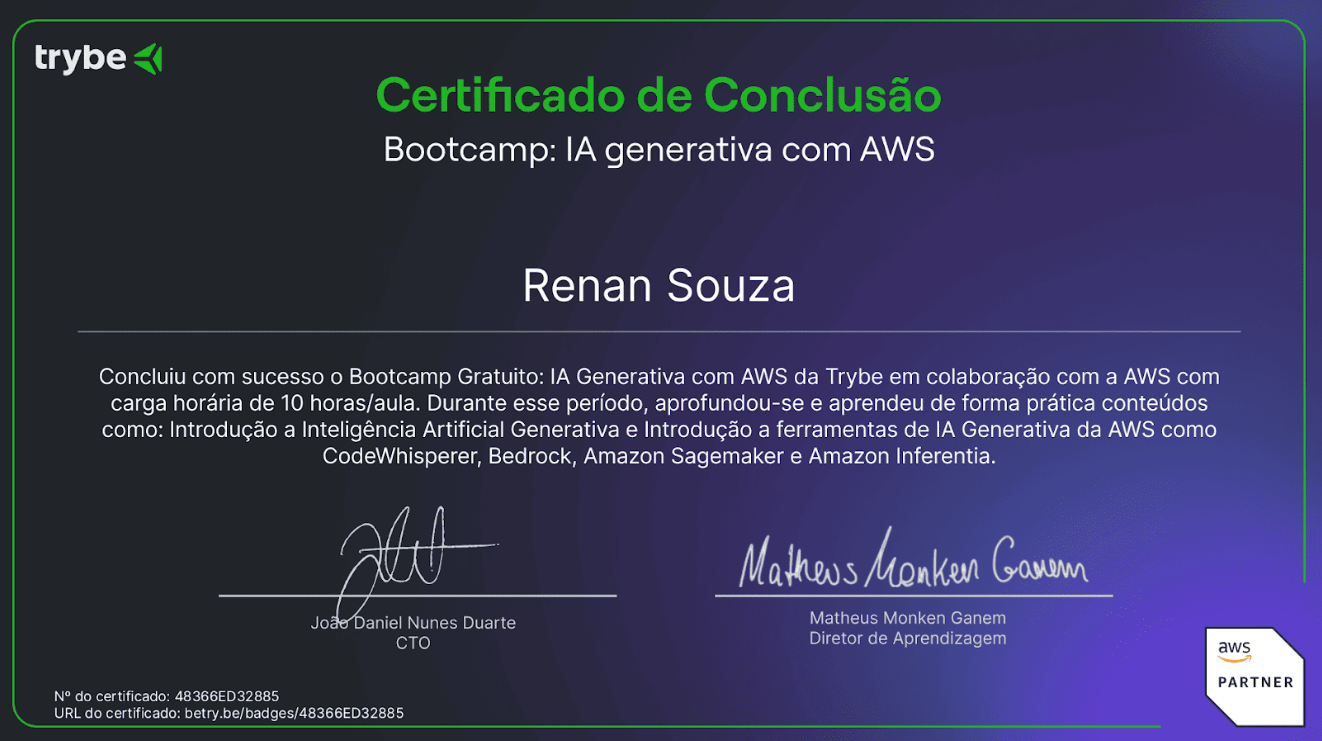 trybe
Certificado de Conclusão
Bootcamp: IA generativa com AWS
Renan Souza
Concluiu com sucesso o Bootcamp Gratuito: IA Generativa com AWS da Trybe em colaboração com a AWS com
carga horária de 10 horas/aula. Durante esse período, aprofundou-se e aprendeu de forma prática conteúdos
como: Introdução a Inteligência Artificial Generativa e Introdução a ferramentas de IA Generativa da AWS como
CodeWhisperer, Bedrock, Amazon Sagemaker e Amazon Inferentia.
Matheus Monken Ganem
João Daniel Nunes Duarte
CTO
Matheus Monken Ganem
Diretor de Aprendizagem
Nº do certificado: 48366ED32885
URL do certificado: betry.be/badges/48366ED32885
aws
PARTNER